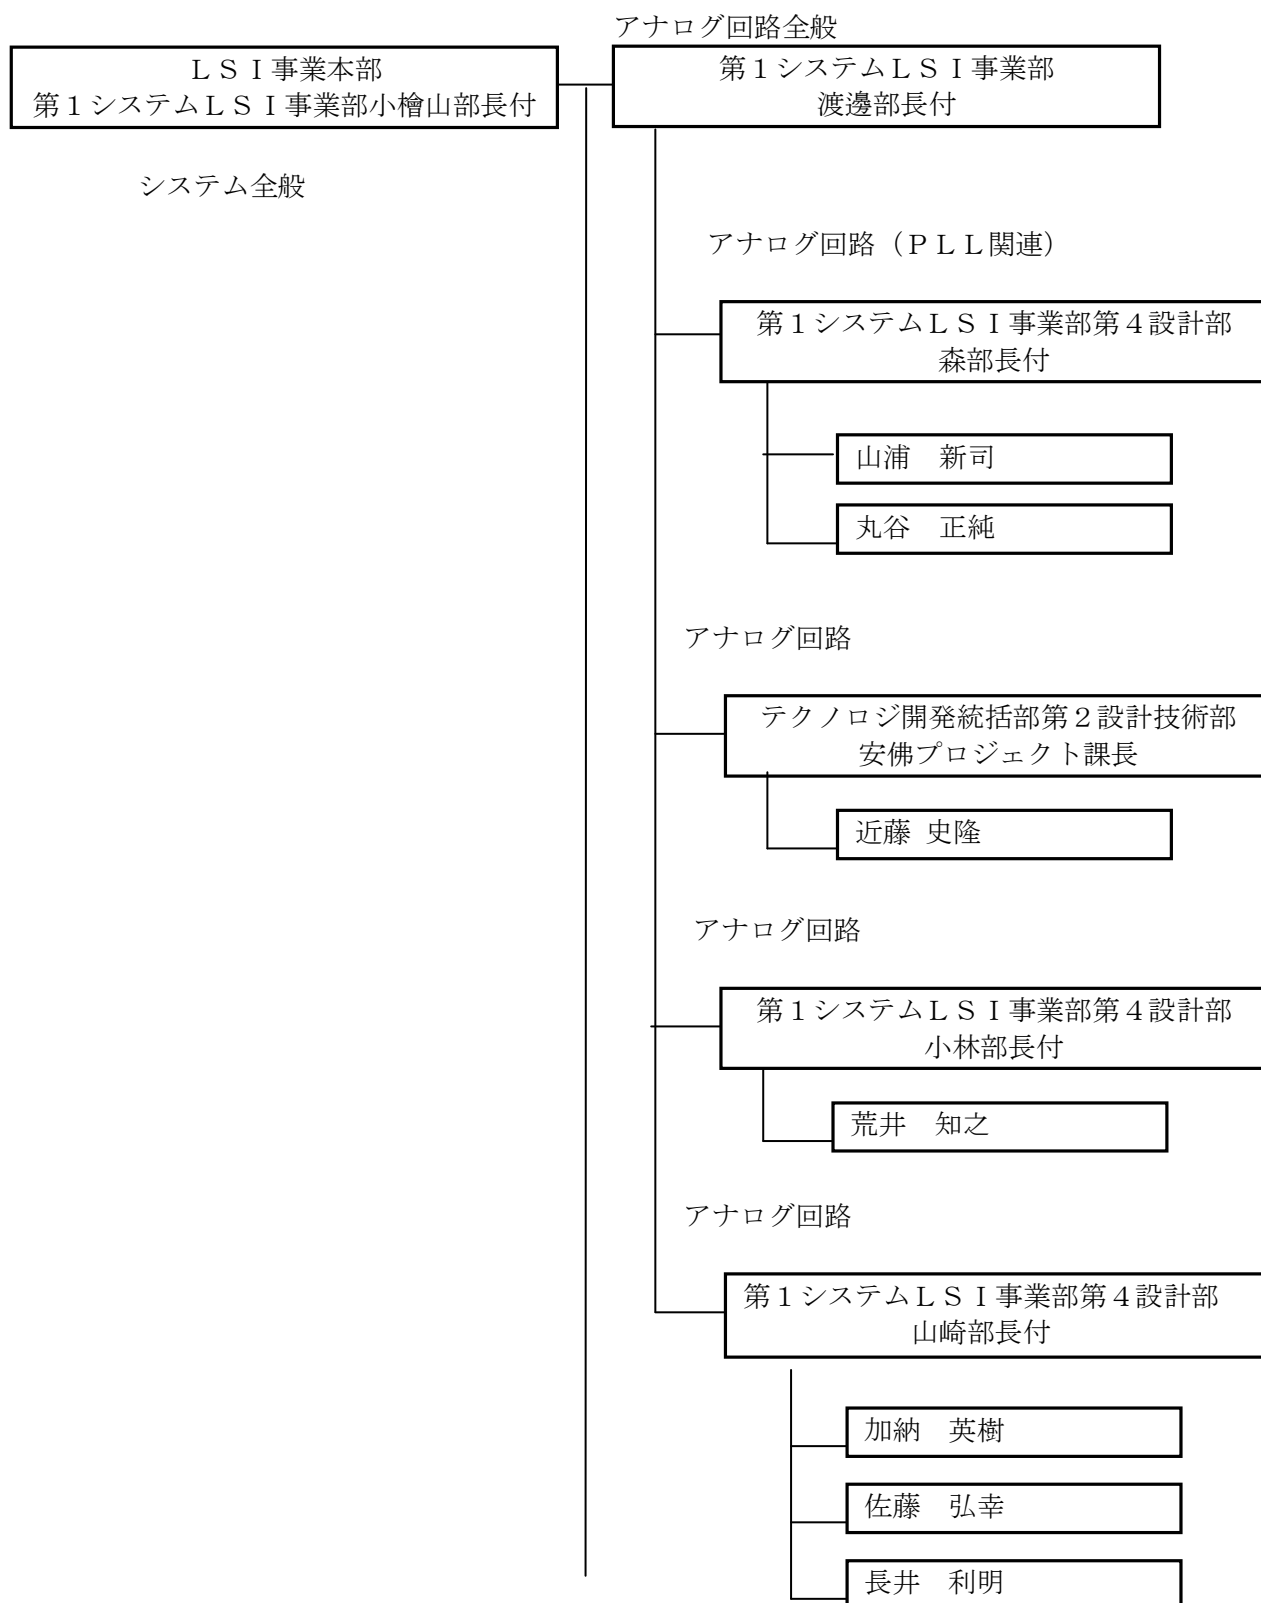 アナログ回路全般
ＬＳＩ事業本部
第１システムＬＳＩ事業部小檜山部長付
第１システムＬＳＩ事業部
渡邊部長付
システム全般
アナログ回路（ＰＬＬ関連）
第１システムＬＳＩ事業部第４設計部
森部長付
山浦　新司
丸谷　正純
アナログ回路
テクノロジ開発統括部第２設計技術部
安佛プロジェクト課長
近藤 史隆
アナログ回路
第１システムＬＳＩ事業部第４設計部
小林部長付
荒井　知之
アナログ回路
第１システムＬＳＩ事業部第４設計部
山崎部長付
加納　英樹
佐藤　弘幸
長井　利明